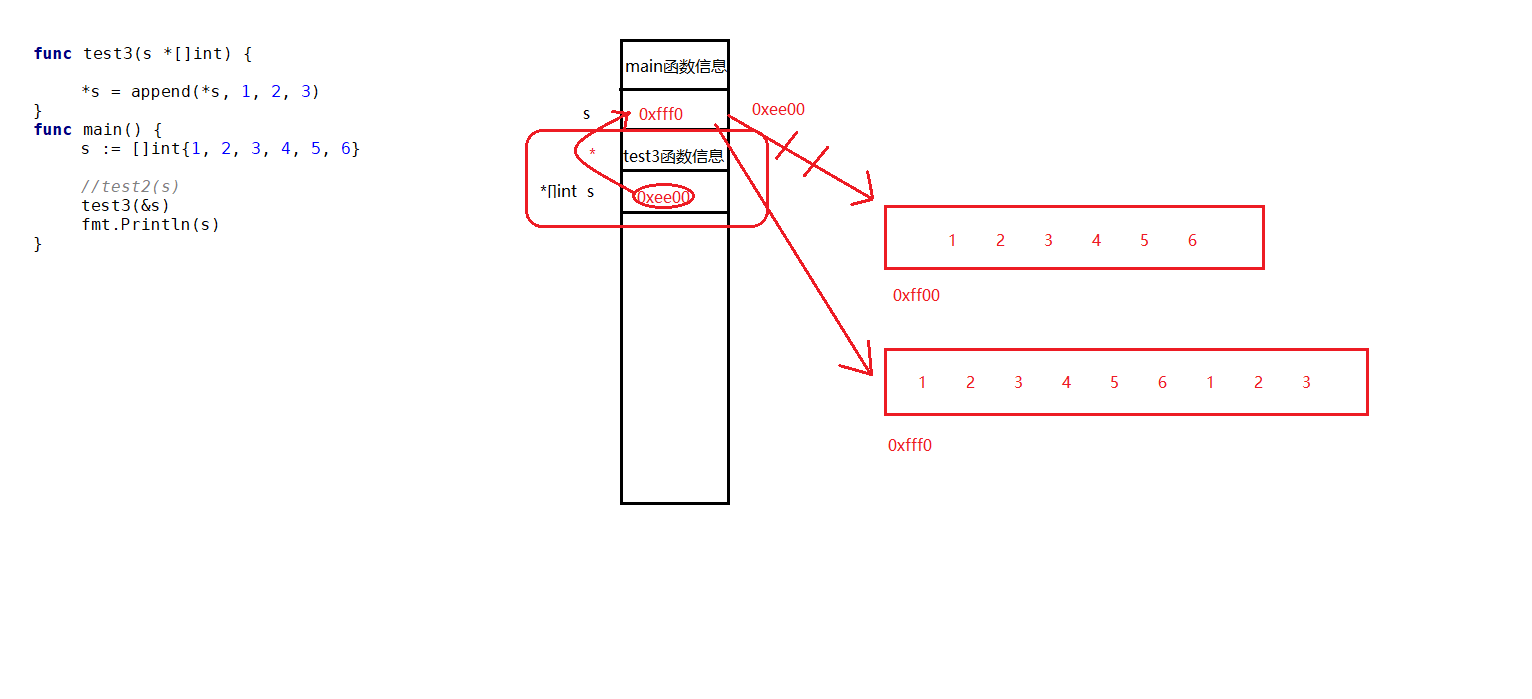 func test3(s *[]int) {
*s = append(*s, 1, 2, 3)
}
func main() {
s := []int{1, 2, 3, 4, 5, 6}
//test2(s)
test3(&s)
fmt.Println(s)
}
main函数信息
s
0xfff0
0xee00
*
test3函数信息
*[]int s
0xee00
1 2 3 4 5 6
0xff00
1 2 3 4 5 6 1 2 3
0xfff0